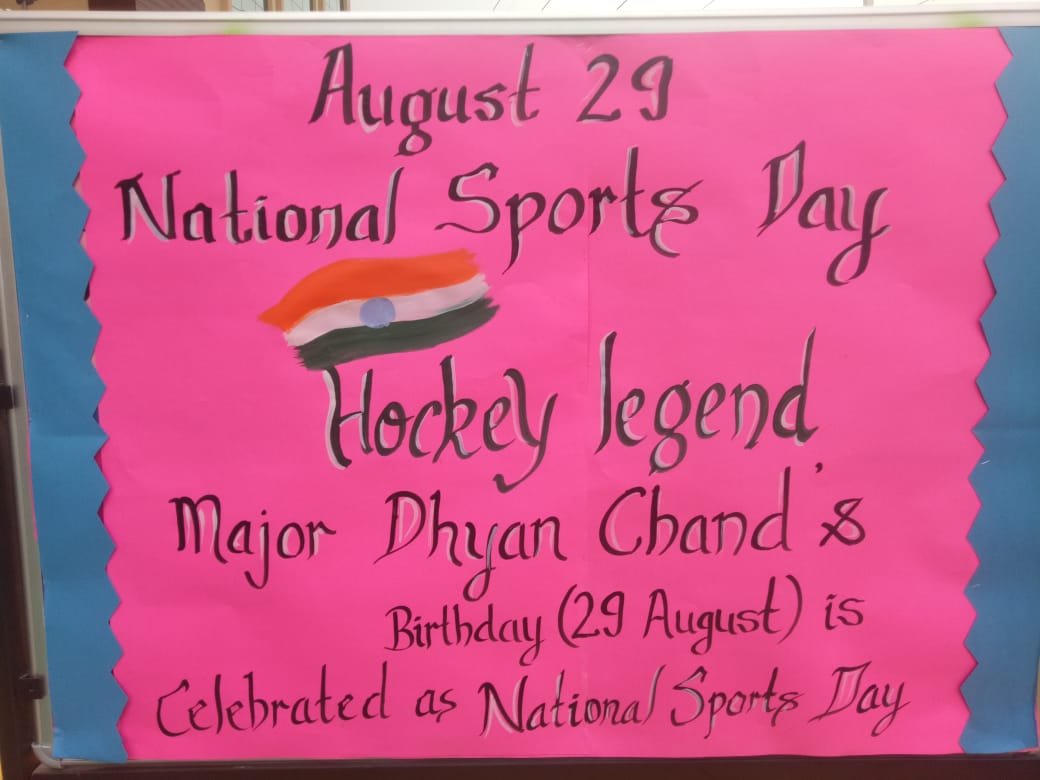 August 29
National Sports Day
Hockey legend
Major Dhyan Chand's
Birthday (29 August) is
Celebrated as National Sports Day